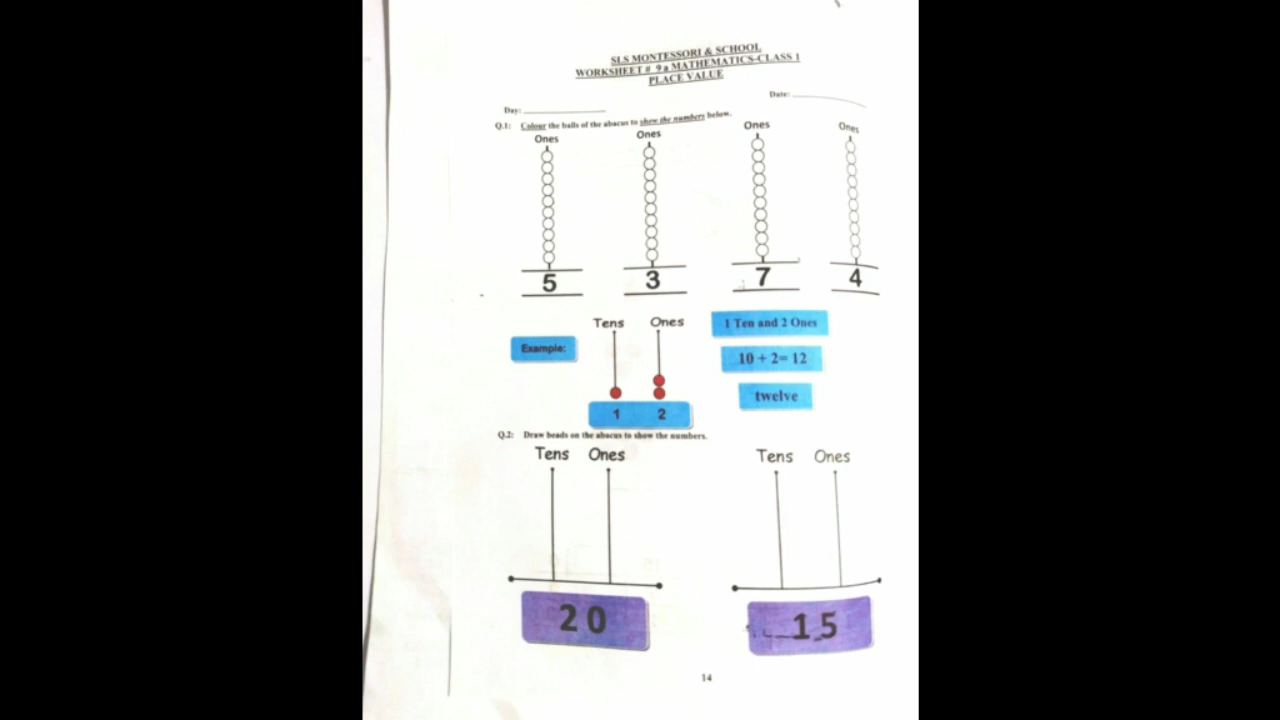 SLS MONTESSORI & SCHOOL
WORKSHEET # 9a MATHEMATICS-CLASS 1
PLACE VALUE
Day: Date:
Q.1: Colour the balls of the abacus to show the numbers below.
Ones Ones Ones Ones
5 3 7 4
Tens Ones
Example:
1 2
1 Ten and 2 Ones
10 + 2= 12
twelve
Q.2: Draw beads on the abacus to show the numbers.
Tens Ones Tens Ones
20 15
14